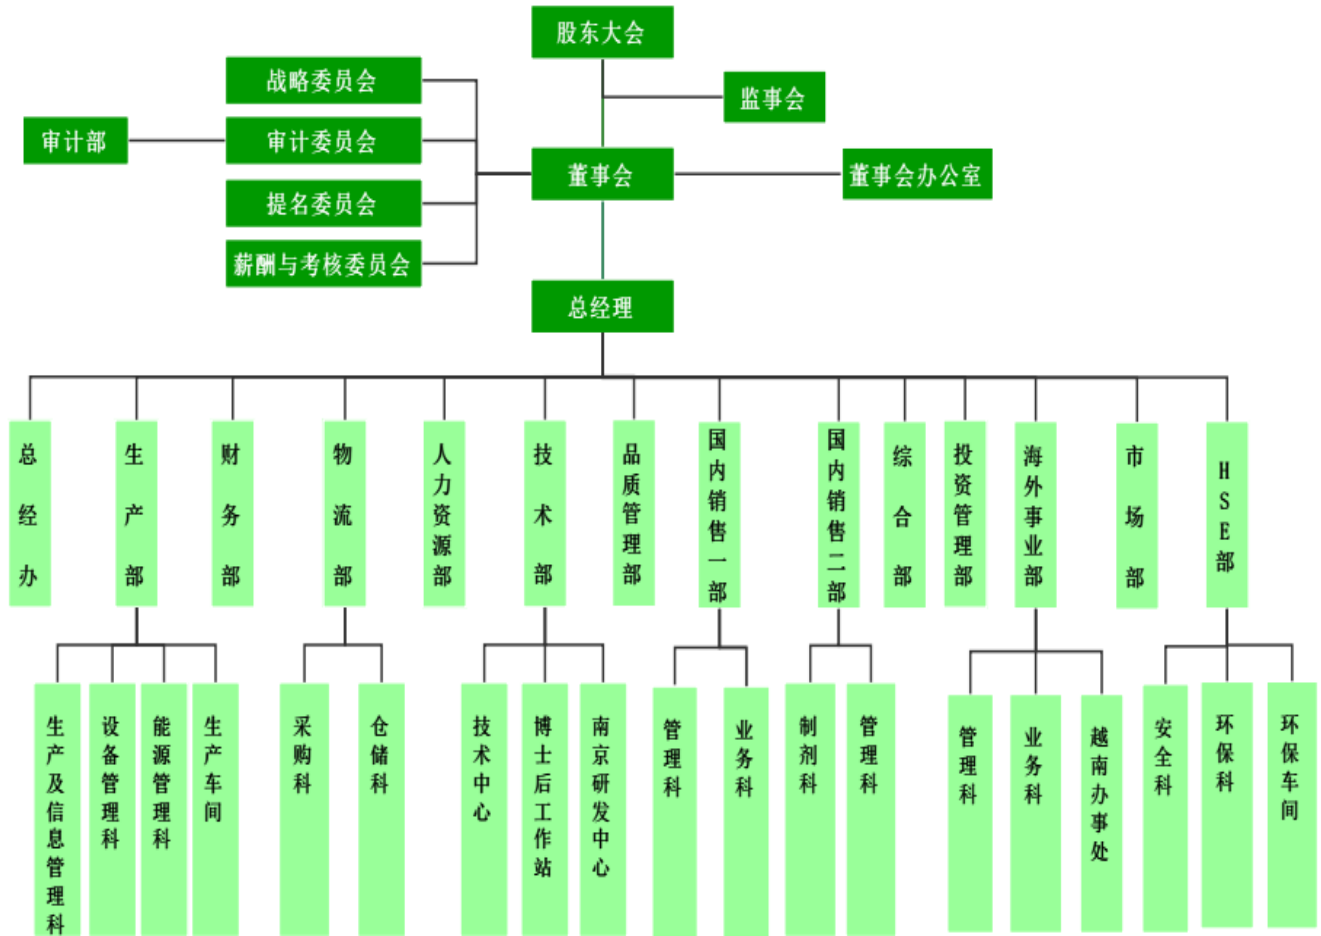 股东大会
战略委员会
监事会
审计部
审计委员会
董事会
董事会办公室
提名委员会
薪酬与考核委员会
总经理
总经办
生产部
财务部
物流部
人力资源部
技术部
品质管理部
国内销售一部
国内销售二部
综合部
投资管理部
海外事业部
市场部
HSE部
生产及信息管理科
设备管理科
能源管理科
生产车间
采购科
仓储科
技术中心
博士后工作站
南京研发中心
管理科
业务科
制剂科
管理科
管理科
业务科
越南办事处
安全科
环保科
环保车间